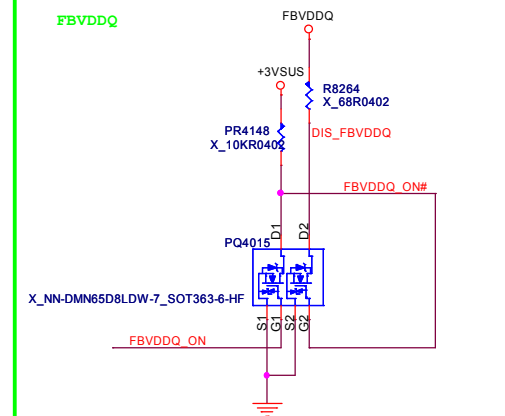 FBVDDQ
FBVDDQ
+3VSUS
R8264
X_68R0402
PR4148
X_10KR0402
DIS_FBVDDQ
FBVDDQ_ON#
D1
D2
PQ4015
X_NN-DMN65D8LDW-7_SOT363-6-HF
S1
G1
S2
G2
FBVDDQ_ON